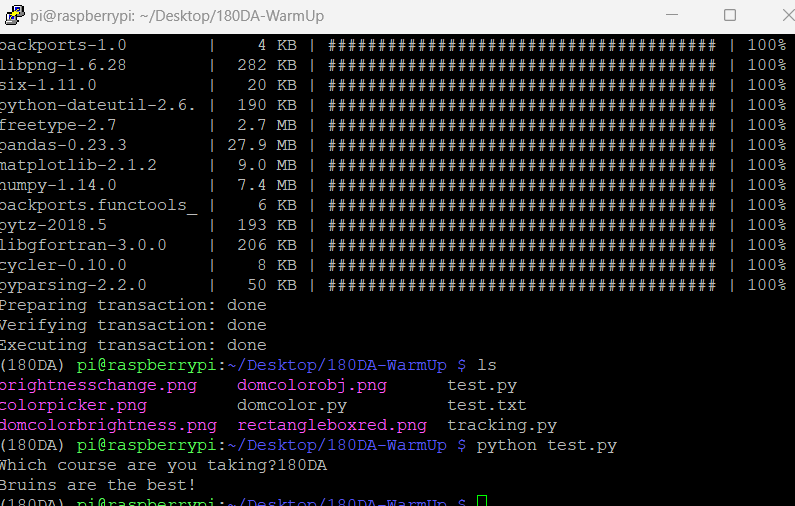 pi@raspberrypi: ~/Desktop/180DA-WarmUp
backports-1.0 | 4 KB | ####################################### | 100%
libpng-1.6.28 | 282 KB | ####################################### | 100%
six-1.11.0 | 20 KB | ####################################### | 100%
python-dateutil-2.6. | 190 KB | ####################################### | 100%
freetype-2.7 | 2.7 MB | ####################################### | 100%
pandas-0.23.3 | 27.9 MB | ####################################### | 100%
matplotlib-2.1.2 | 9.0 MB | ####################################### | 100%
numpy-1.14.0 | 7.4 MB | ####################################### | 100%
backports.functools_ | 6 KB | ####################################### | 100%
pytz-2018.5 | 193 KB | ####################################### | 100%
libgfortran-3.0.0 | 206 KB | ####################################### | 100%
cycler-0.10.0 | 8 KB | ####################################### | 100%
pyparsing-2.2.0 | 50 KB | ####################################### | 100%
Preparing transaction: done
Verifying transaction: done
Executing transaction: done
(180DA) pi@raspberrypi:~/Desktop/180DA-WarmUp $ ls
brightnesschange.png domcolorobj.png test.py
colorpicker.png domcolor.py test.txt
domcolorbrightness.png rectangleboxred.png tracking.py
(180DA) pi@raspberrypi:~/Desktop/180DA-WarmUp $ python test.py
Which course are you taking?180DA
Bruins are the best!
(180DA) pi@raspberrypi:~/Desktop/180DA-WarmUp $